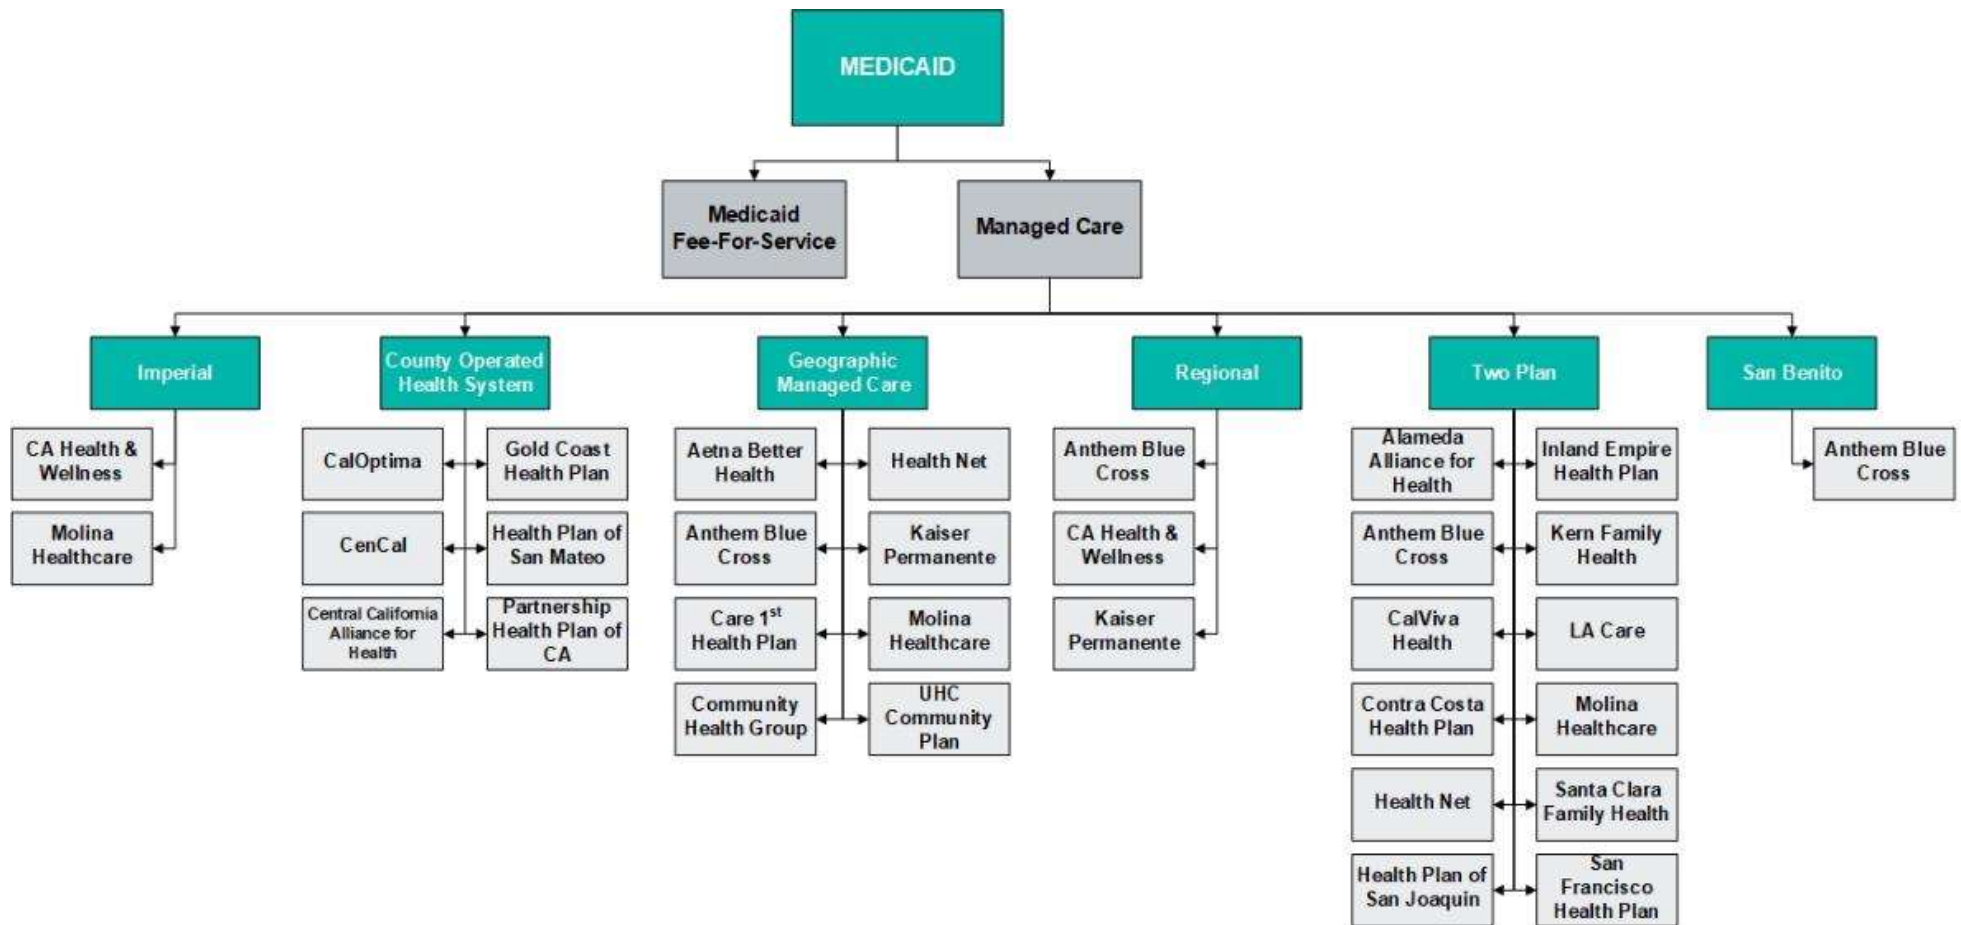 MEDICAID
Medicaid
Fee-For-Service
Managed Care
Imperial
County Operated
Health System
Geographic
Managed Care
Regional
Two Plan
San Benito
CA Health &
Wellness
Molina
Healthcare
CalOptima
Gold Coast
Health Plan
CenCal
Health Plan of
San Mateo
Central California
Alliance for
Health
Partnership
Health Plan of
CA
Aetna Better
Health
Health Net
Anthem Blue
Cross
Kaiser
Permanente
Care 1st
Health Plan
Molina
Healthcare
Community
Health Group
UHC
Community
Plan
Anthem Blue
Cross
CA Health &
Wellness
Kaiser
Permanente
Alameda
Alliance for
Health
Inland Empire
Health Plan
Anthem Blue
Cross
Kern Family
Health
CalViva
Health
LA Care
Contra Costa
Health Plan
Molina
Healthcare
Health Net
Santa Clara
Family Health
Health Plan of
San Joaquin
San
Francisco
Health Plan
Anthem Blue
Cross